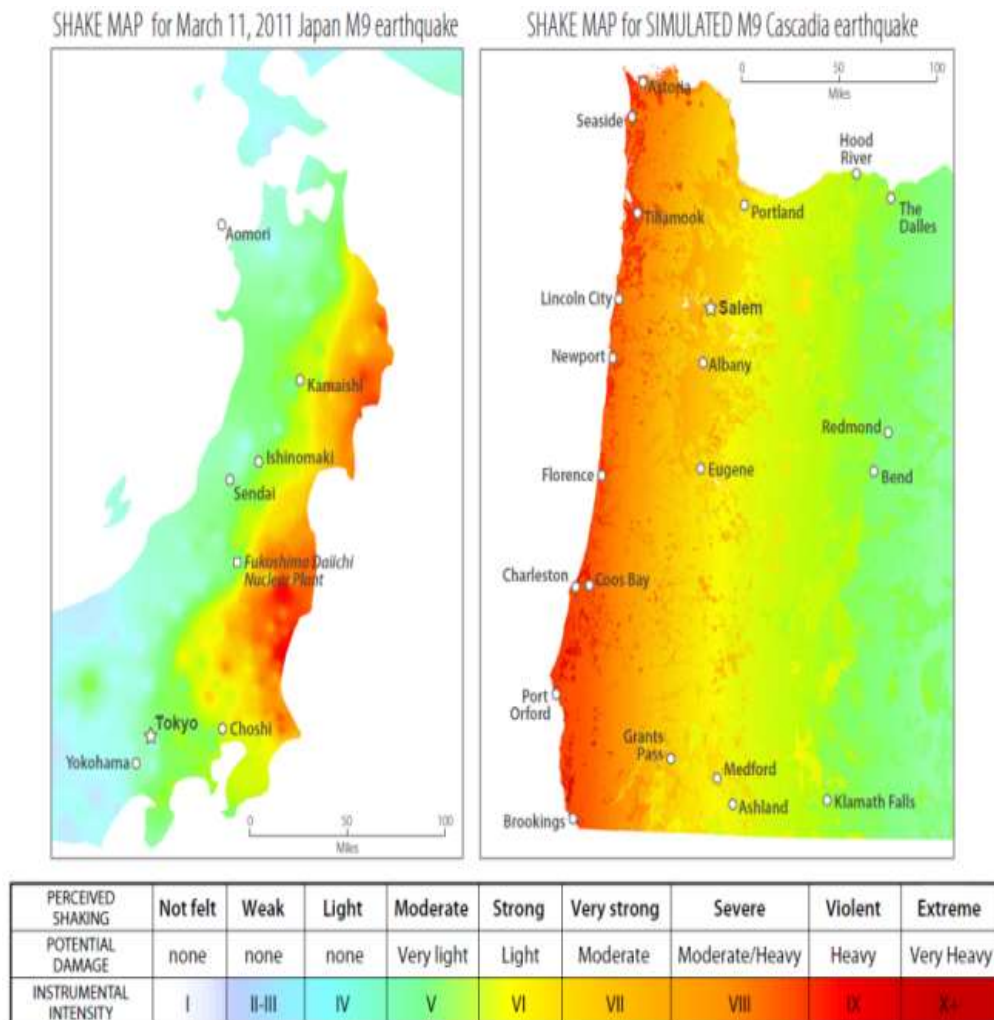 SHAKE MAP for March 11, 2011 Japan M9 earthquake
Aomori
Kamaishi
Ishinomaki
Sendai
Fukushima Daiichi
Nuclear Plant
Tokyo
Choshi
Yokohama
0 50 100
Miles
SHAKE MAP for SIMULATED M9 Cascadia earthquake
0 50 100
Miles
Astoria
Seaside
Hood
River
Tillamook
Portland
The
Dalles
Lincoln City
Salem
Newport
Albany
Redmond
Florence
Eugene
Bend
Charleston
Coos Bay
Port
Orford
Grants
Pass
Medford
Ashland
Klamath Falls
Brookings
PERCEIVED
SHAKING
Not felt Weak Light Moderate Strong Very strong Severe Violent Extreme
POTENTIAL
DAMAGE
none none none Very light Light Moderate Moderate/Heavy Heavy Very Heavy
INSTRUMENTAL
INTENSITY
I II-III IV V VI VII VIII IX X+